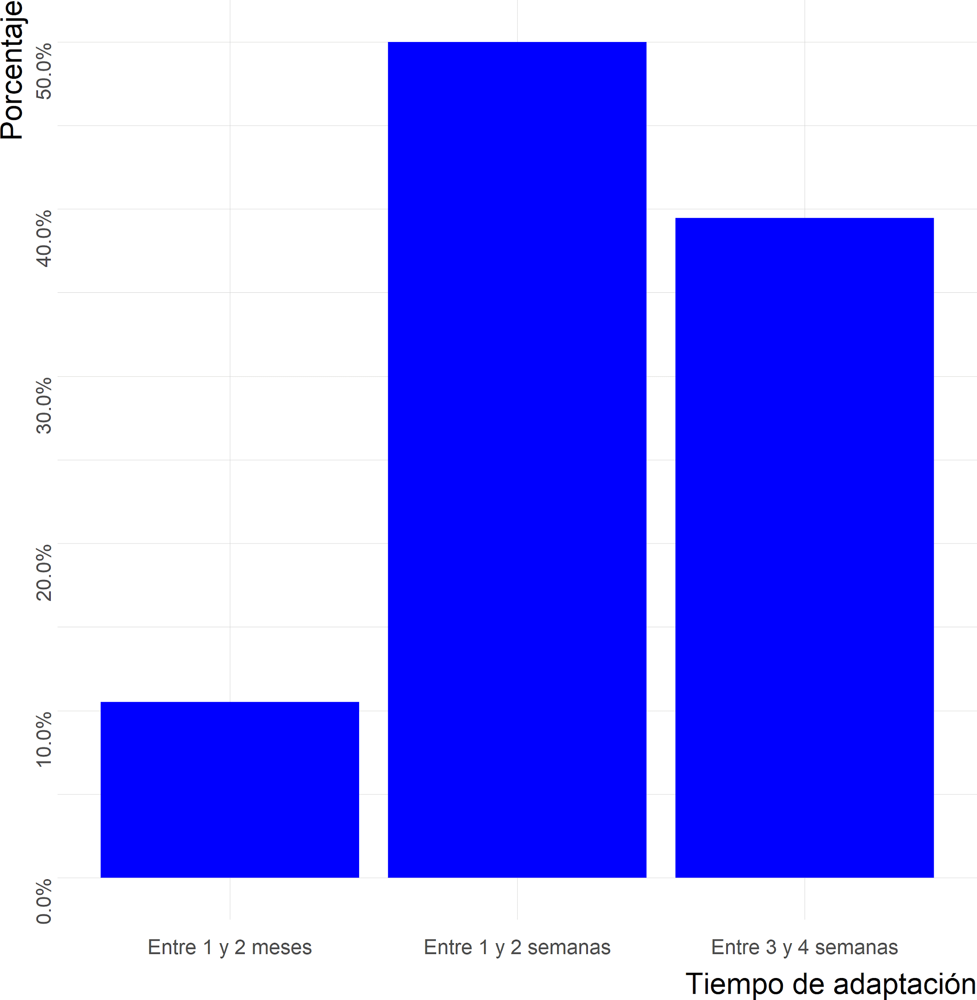 Porcentaje
50.0%
40.0%
30.0%
20.0%
10.0%
0.0%
Entre 1 y 2 meses
Entre 1 y 2 semanas
Entre 3 y 4 semanas
Tiempo de adaptación